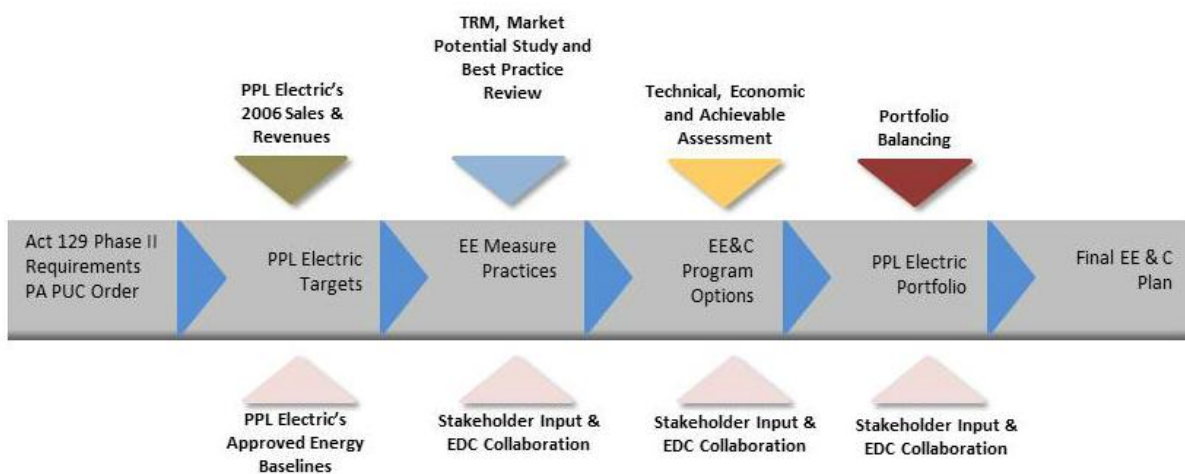 TRM, Market
Potential Study and
Best Practice
Review
PPL Electric's
2006 Sales &
Revenues
Technical, Economic
and Achievable
Assessment
Portfolio
Balancing
Act 129 Phase II
Requirements
PA PUC Order
PPL Electric
Targets
EE Measure
Practices
EE&C
Program
Options
PPL Electric
Portfolio
Final EE & C
Plan
PPL Electric's
Approved Energy
Baselines
Stakeholder Input &
EDC Collaboration
Stakeholder Input &
EDC Collaboration
Stakeholder Input &
EDC Collaboration